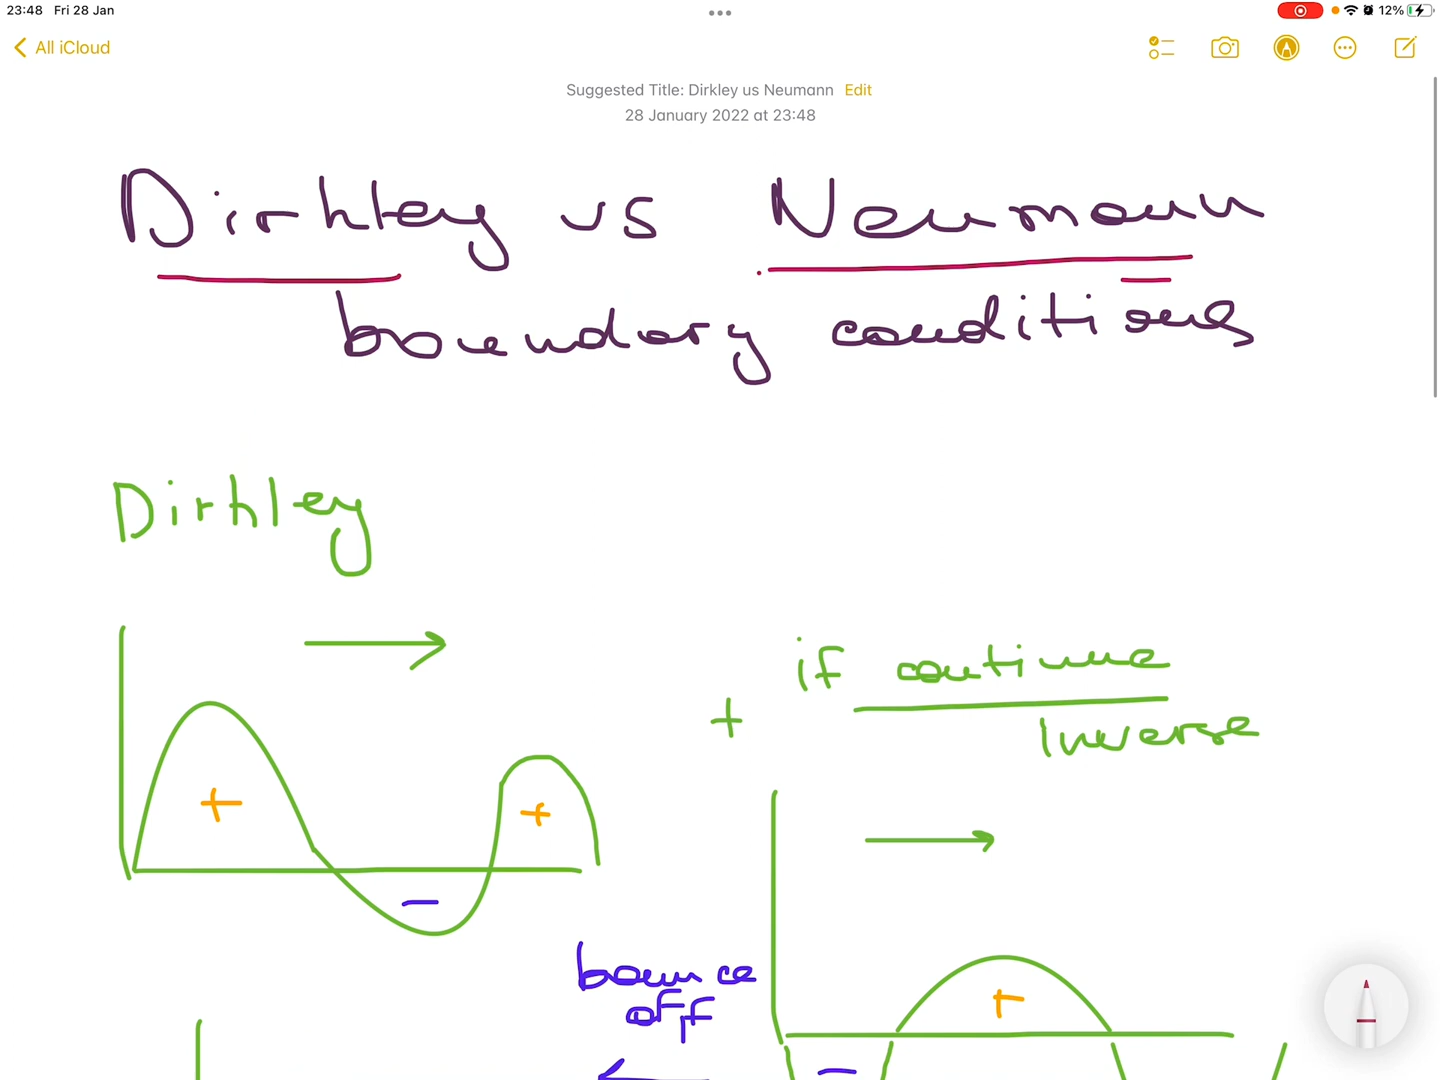 23:48 Fri 28 Jan
12%
All iCloud
Suggested Title: Dirkley us Neumann Edit
28 January 2022 at 23:48
Dirhley vs Neumann
boundary conditions
Dirhley
+ if continue
Inverse
+ - +
bounce
off
+
-